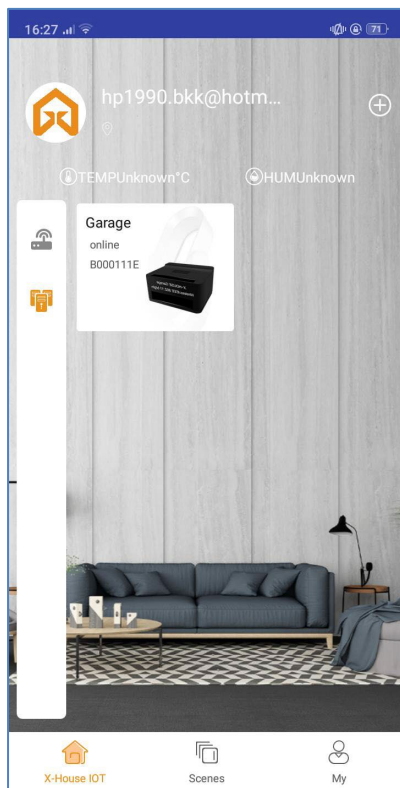 16:27
71
hp1990.bkk@hotm...
TEMPUnknown°C
HUMUnknown
Garage
online
B000111E
X-House IOT
Scenes
My